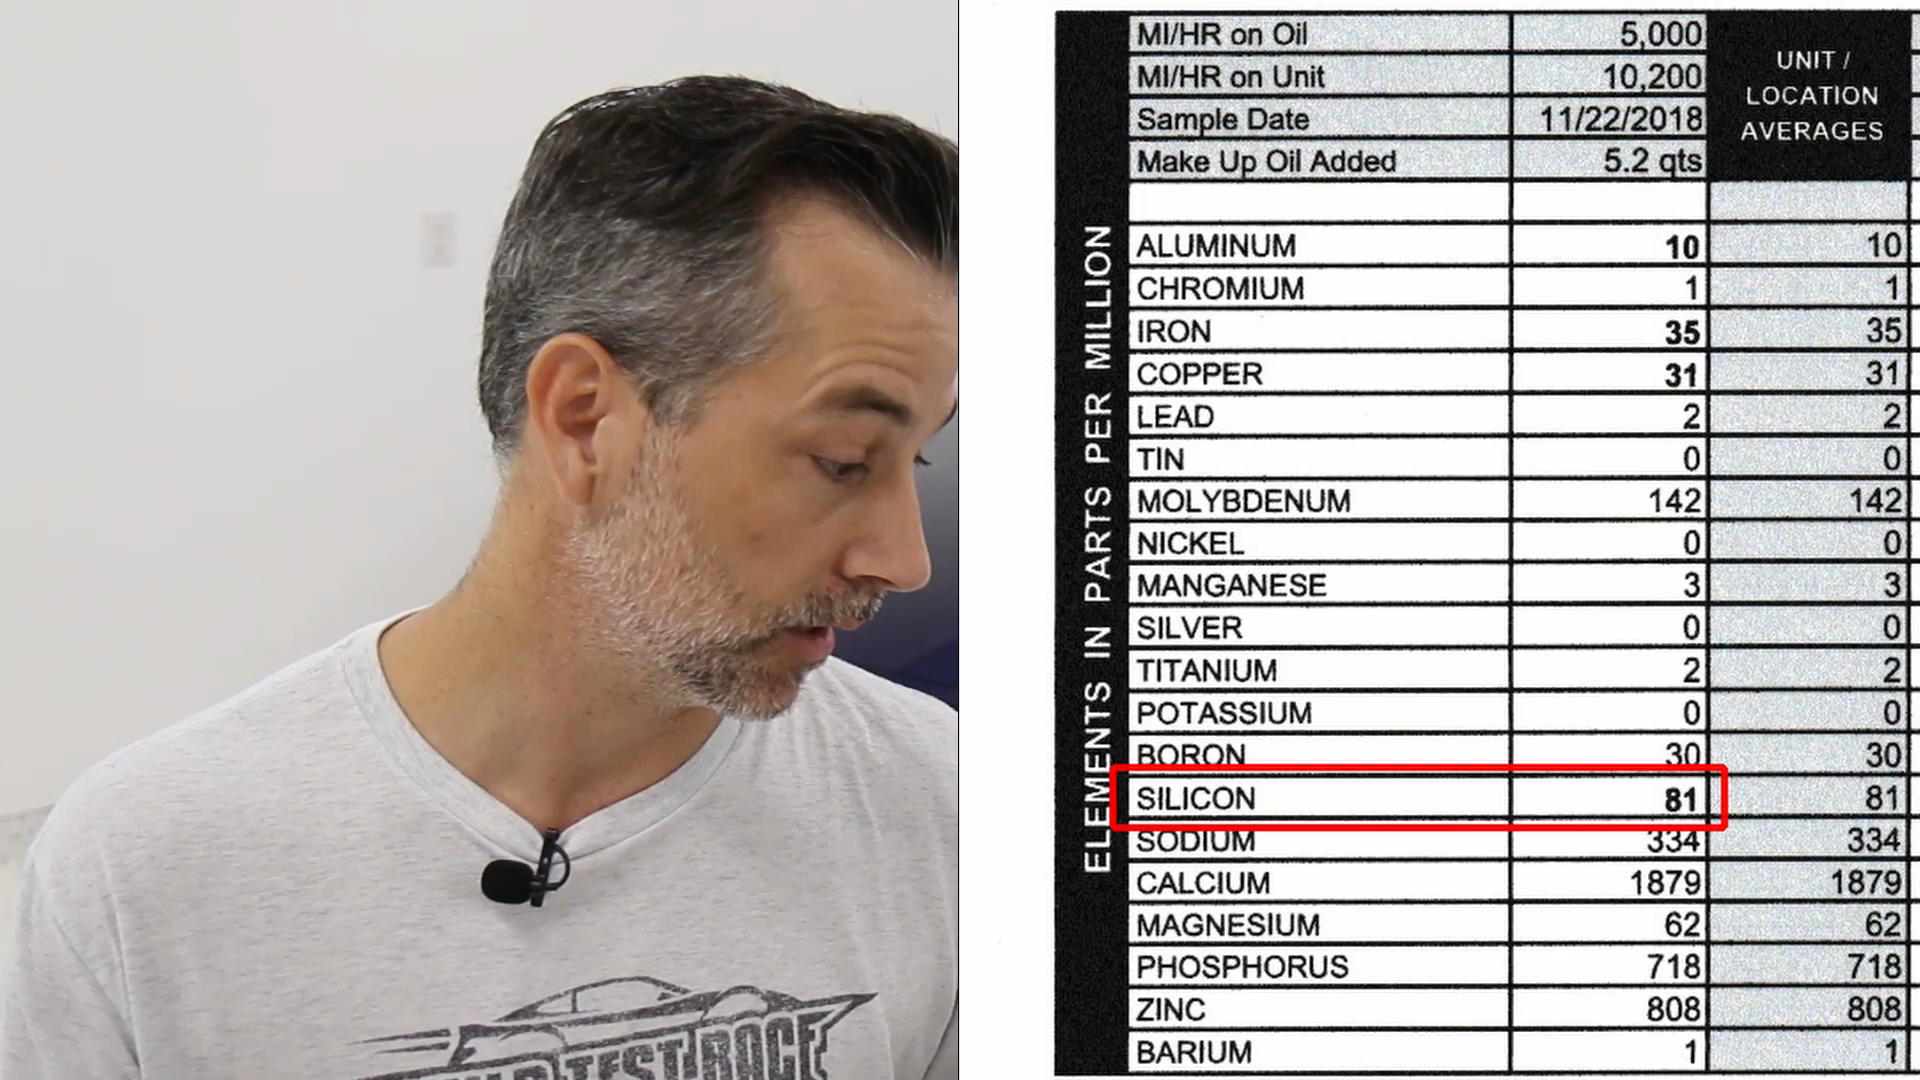 TEST RACE
MI/HR on Oil 5,000
MI/HR on Unit 10,200
Sample Date 11/22/2018
Make Up Oil Added 5.2 qts
UNIT /
LOCATION
AVERAGES
ELEMENTS IN PARTS PER MILLION
ALUMINUM 10 10
CHROMIUM 1 1
IRON 35 35
COPPER 31 31
LEAD 2 2
TIN 0 0
MOLYBDENUM 142 142
NICKEL 0 0
MANGANESE 3 3
SILVER 0 0
TITANIUM 2 2
POTASSIUM 0 0
BORON 30 30
SILICON 81 81
SODIUM 334 334
CALCIUM 1879 1879
MAGNESIUM 62 62
PHOSPHORUS 718 718
ZINC 808 808
BARIUM 1 1